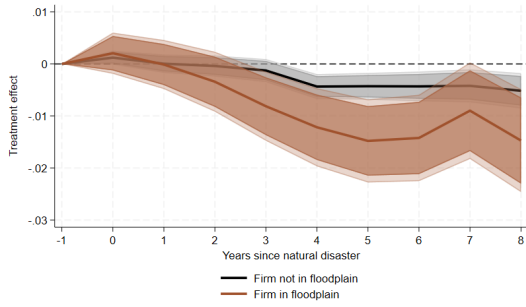 .01
0
-.01
-.02
-.03
Treatment effect
-1 0 1 2 3 4 5 6 7 8
Years since natural disaster
Firm not in floodplain
Firm in floodplain